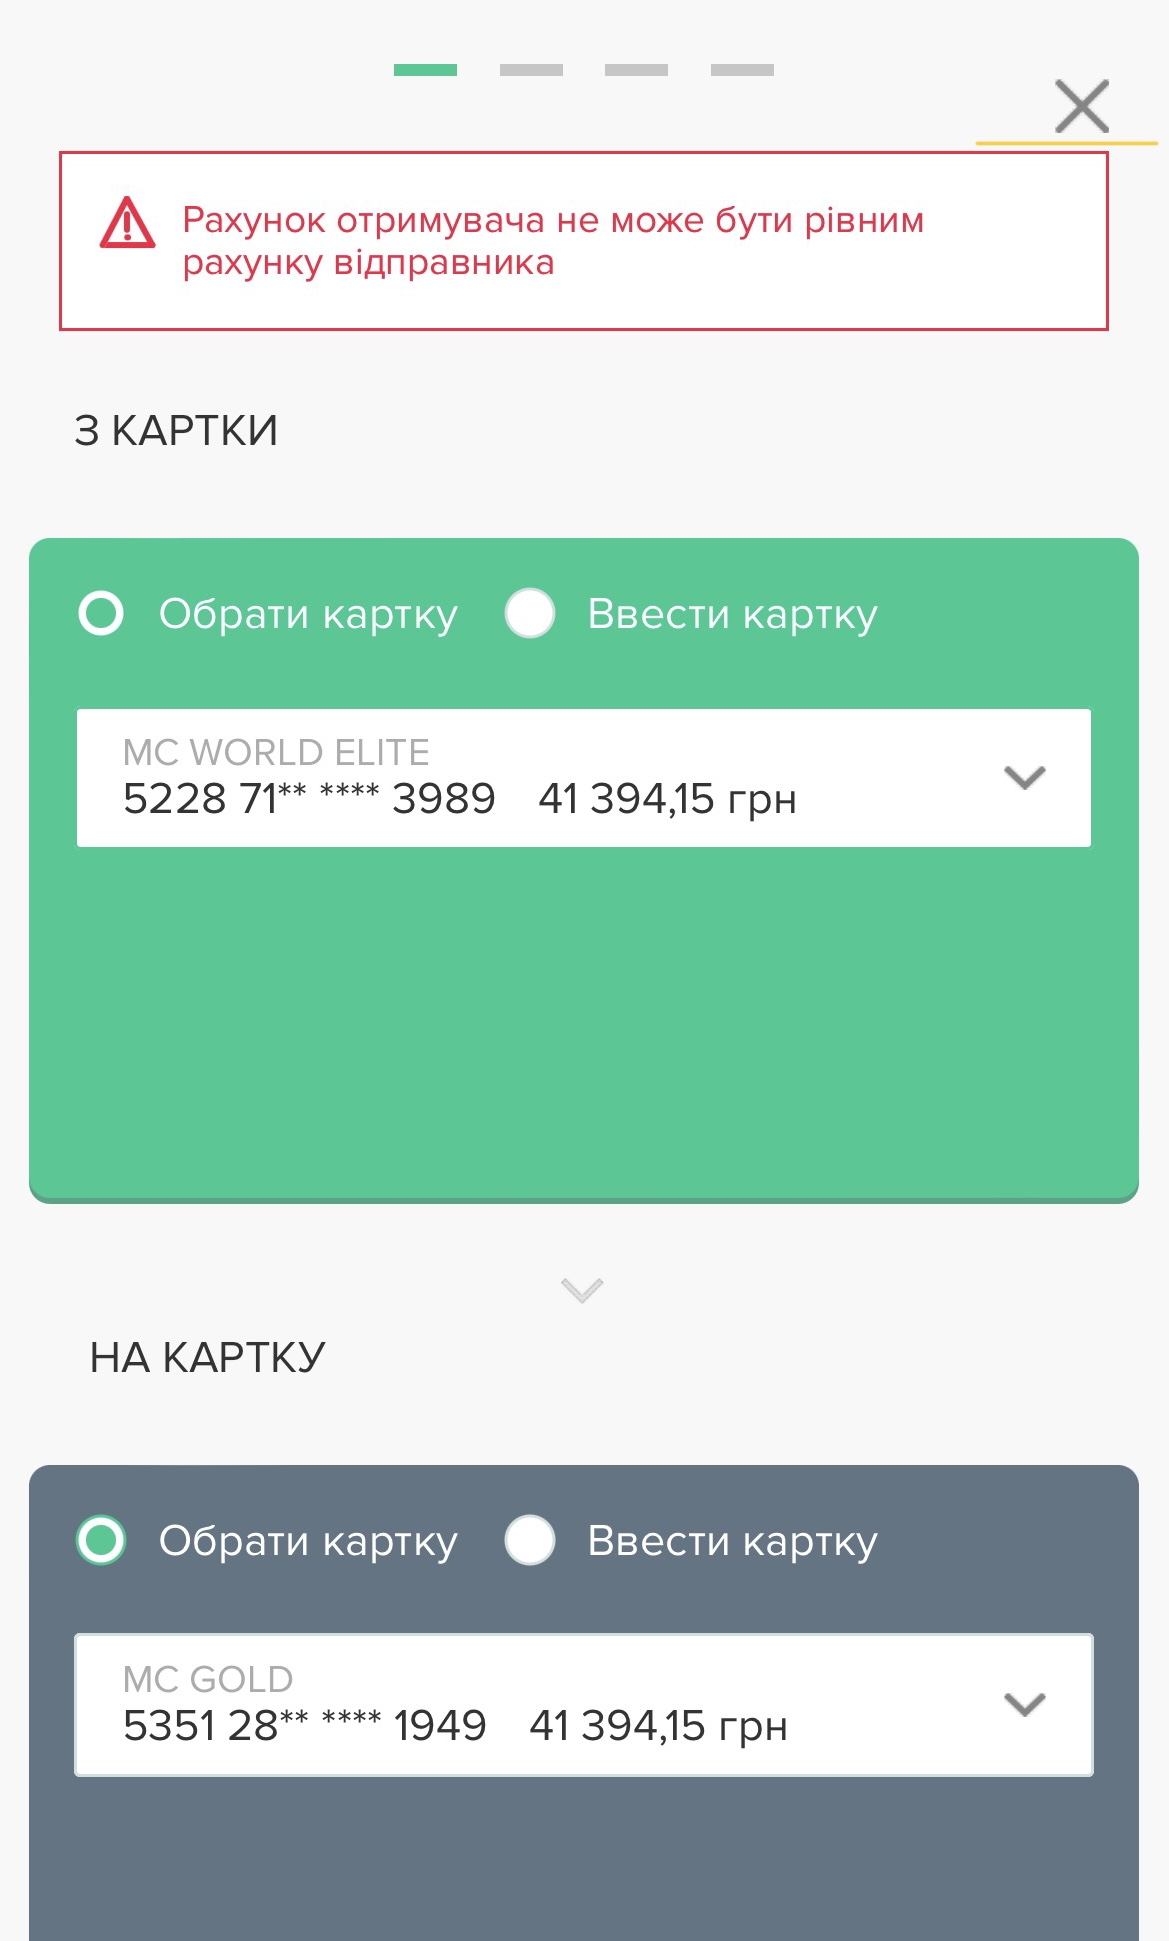 Рахунок отримувача не може бути рівним
рахунку відправника
З КАРТКИ
Обрати картку Ввести картку
MC WORLD ELITE
5228 71** **** 3989 41 394,15 грн
НА КАРТКУ
Обрати картку Ввести картку
MC GOLD
5351 28** **** 1949 41 394,15 грн